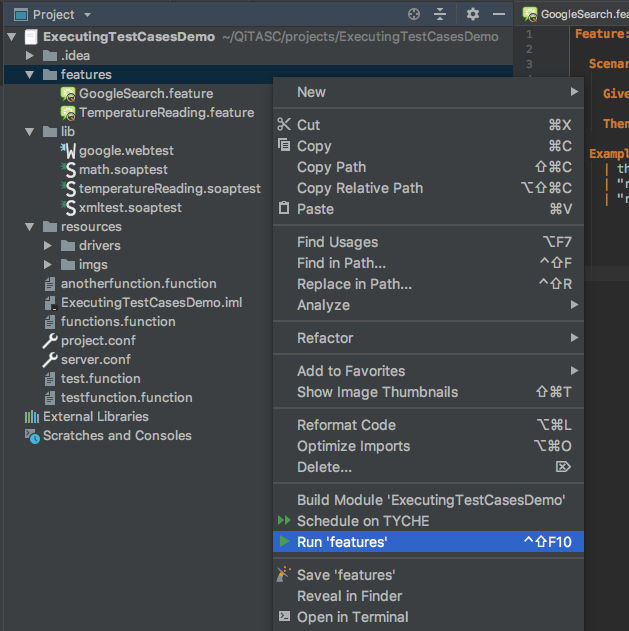 Project
ExecutingTestCasesDemo ~/QiTASC/projects/ExecutingTestCasesDemo
.idea
features
GoogleSearch.feature
TemperatureReading.feature
lib
google.webtest
math.soaptest
temperatureReading.soaptest
xmltest.soaptest
resources
drivers
imgs
anotherfunction.function
ExecutingTestCasesDemo.iml
functions.function
project.conf
server.conf
test.function
testfunction.function
External Libraries
Scratches and Consoles
New
Cut ⌘X
Copy ⌘C
Copy Path ⇧⌘C
Copy Relative Path ⌥⇧⌘C
Paste ⌘V
Find Usages ⌥F7
Find in Path... ^⇧F
Replace in Path... ^⇧R
Analyze
Refactor
Add to Favorites
Show Image Thumbnails ⇧⌘T
Reformat Code ⌥⌘L
Optimize Imports ⌥⌘O
Delete... ⌦
Build Module 'ExecutingTestCasesDemo'
Schedule on TYCHE
Run 'features' ^⇧F10
Save 'features'
Reveal in Finder
Open in Terminal
GoogleSearch.fea
1 Feature:
2
3 Scenar
Give
Then
Exampl
| th
| "r
| "r